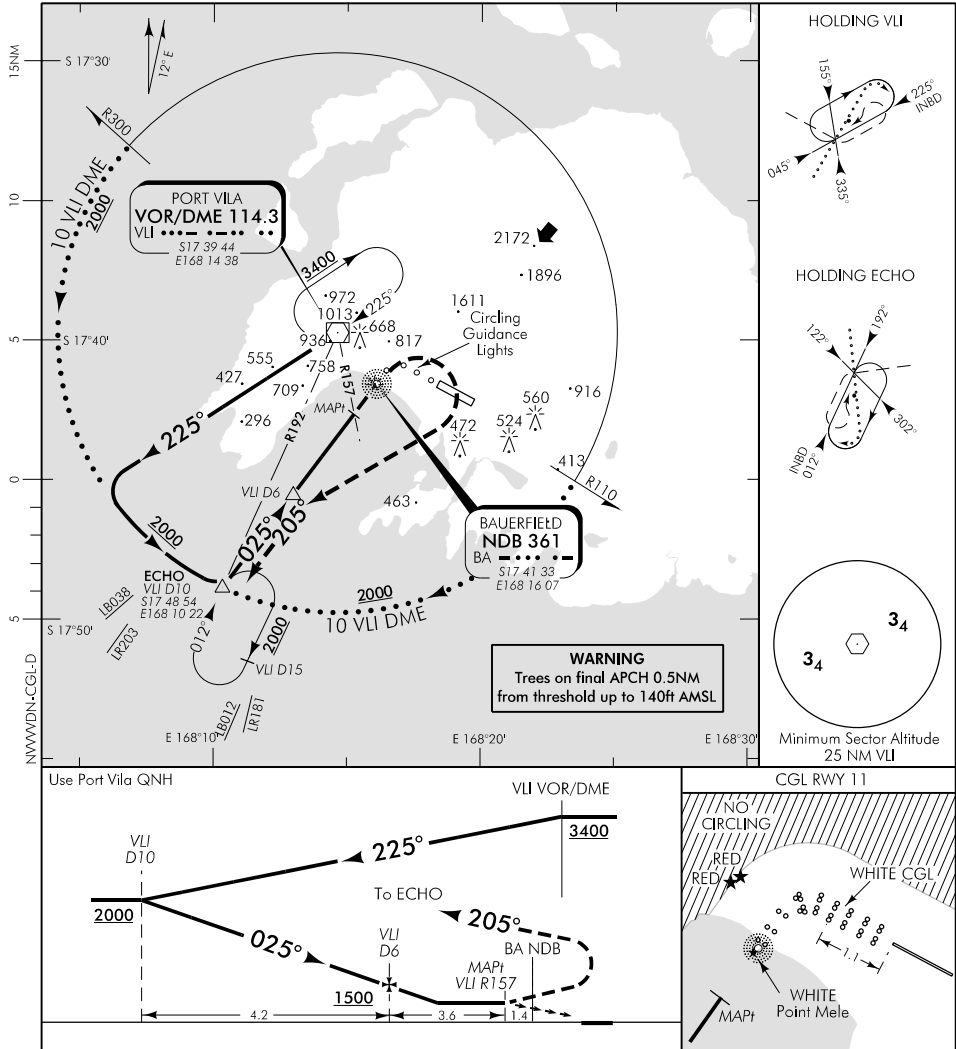 15NM
S 17°30'
12° E
R300
10 VLI DME
2000
PORT VILA
VOR/DME 114.3
VLI
S17 39 44
E168 14 38
10
2172
1896
3400
972
1013
225°
668
1611
Circling
Guidance
Lights
5
S 17°40'
936
817
555
758
427
709
R157
916
296
R192
MAPt
560
524
472
225°
413
0
VLI D6
463
R110
025°
205°
2000
BAUERFIELD
NDB 361
BA
S17 41 33
E168 16 07
ECHO
VLI D10
S17 48 54
E168 10 22
2000
10 VLI DME
LB038
LR203
5
S 17°50'
012°
2000
VLI D15
LB012
LR181
WARNING
Trees on final APCH 0.5NM
from threshold up to 140ft AMSL
E 168°10'
E 168°20'
E 168°30'
NVVVDN-CGL-D
HOLDING VLI
155°
225°
INBD
045°
335°
HOLDING ECHO
122°
192°
302°
INBD
012°
3₄
3₄
Minimum Sector Altitude
25 NM VLI
Use Port Vila QNH
VLI VOR/DME
VLI
D10
3400
225°
2000
To ECHO
205°
025°
VLI
D6
BA NDB
MAPt
VLI R157
1500
4.2
3.6
1.4
CGL RWY 11
NO
CIRCLING
RED
RED
WHITE CGL
1.1
WHITE
Point Mele
MAPt